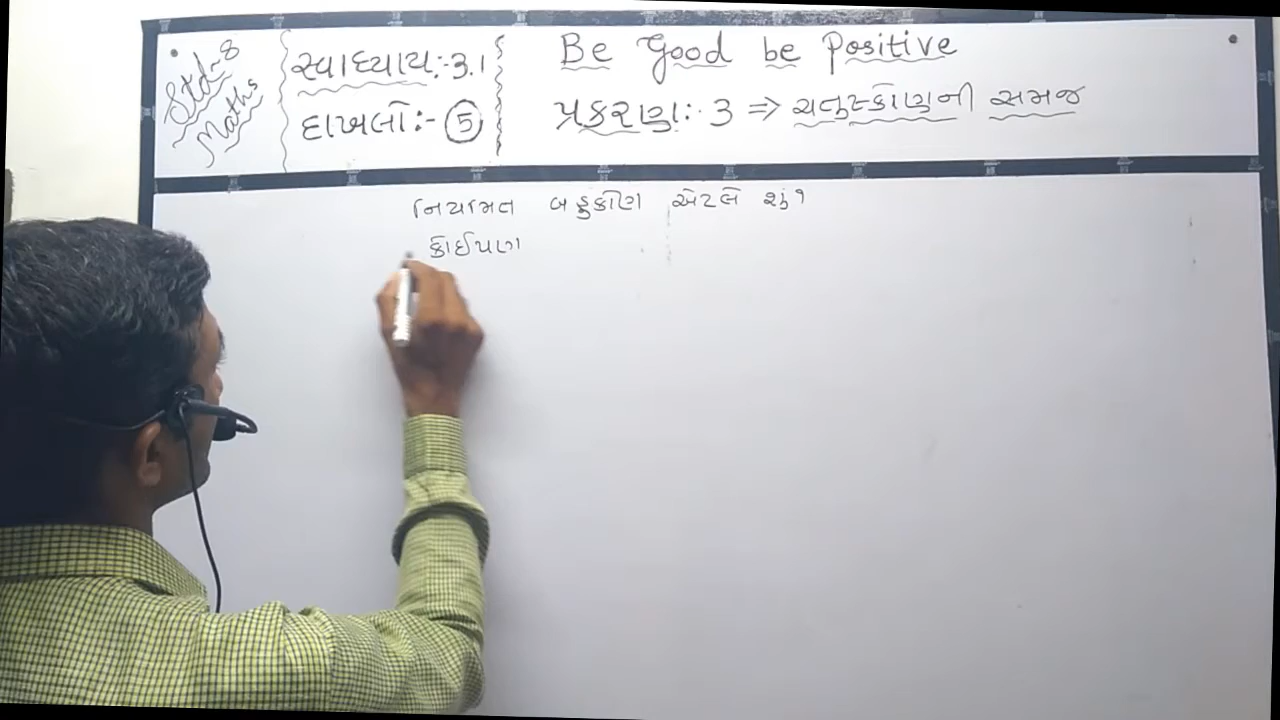 Std-8
Maths
સ્વાધ્યાય:-3.1
દાખલો:- 5
Be Good be Positive
પ્રકરણ:- 3 ⇒ ચતુષ્કોણની સમજ
નિયમિત બહુકોણ એટલે શું?
કોઈપણ